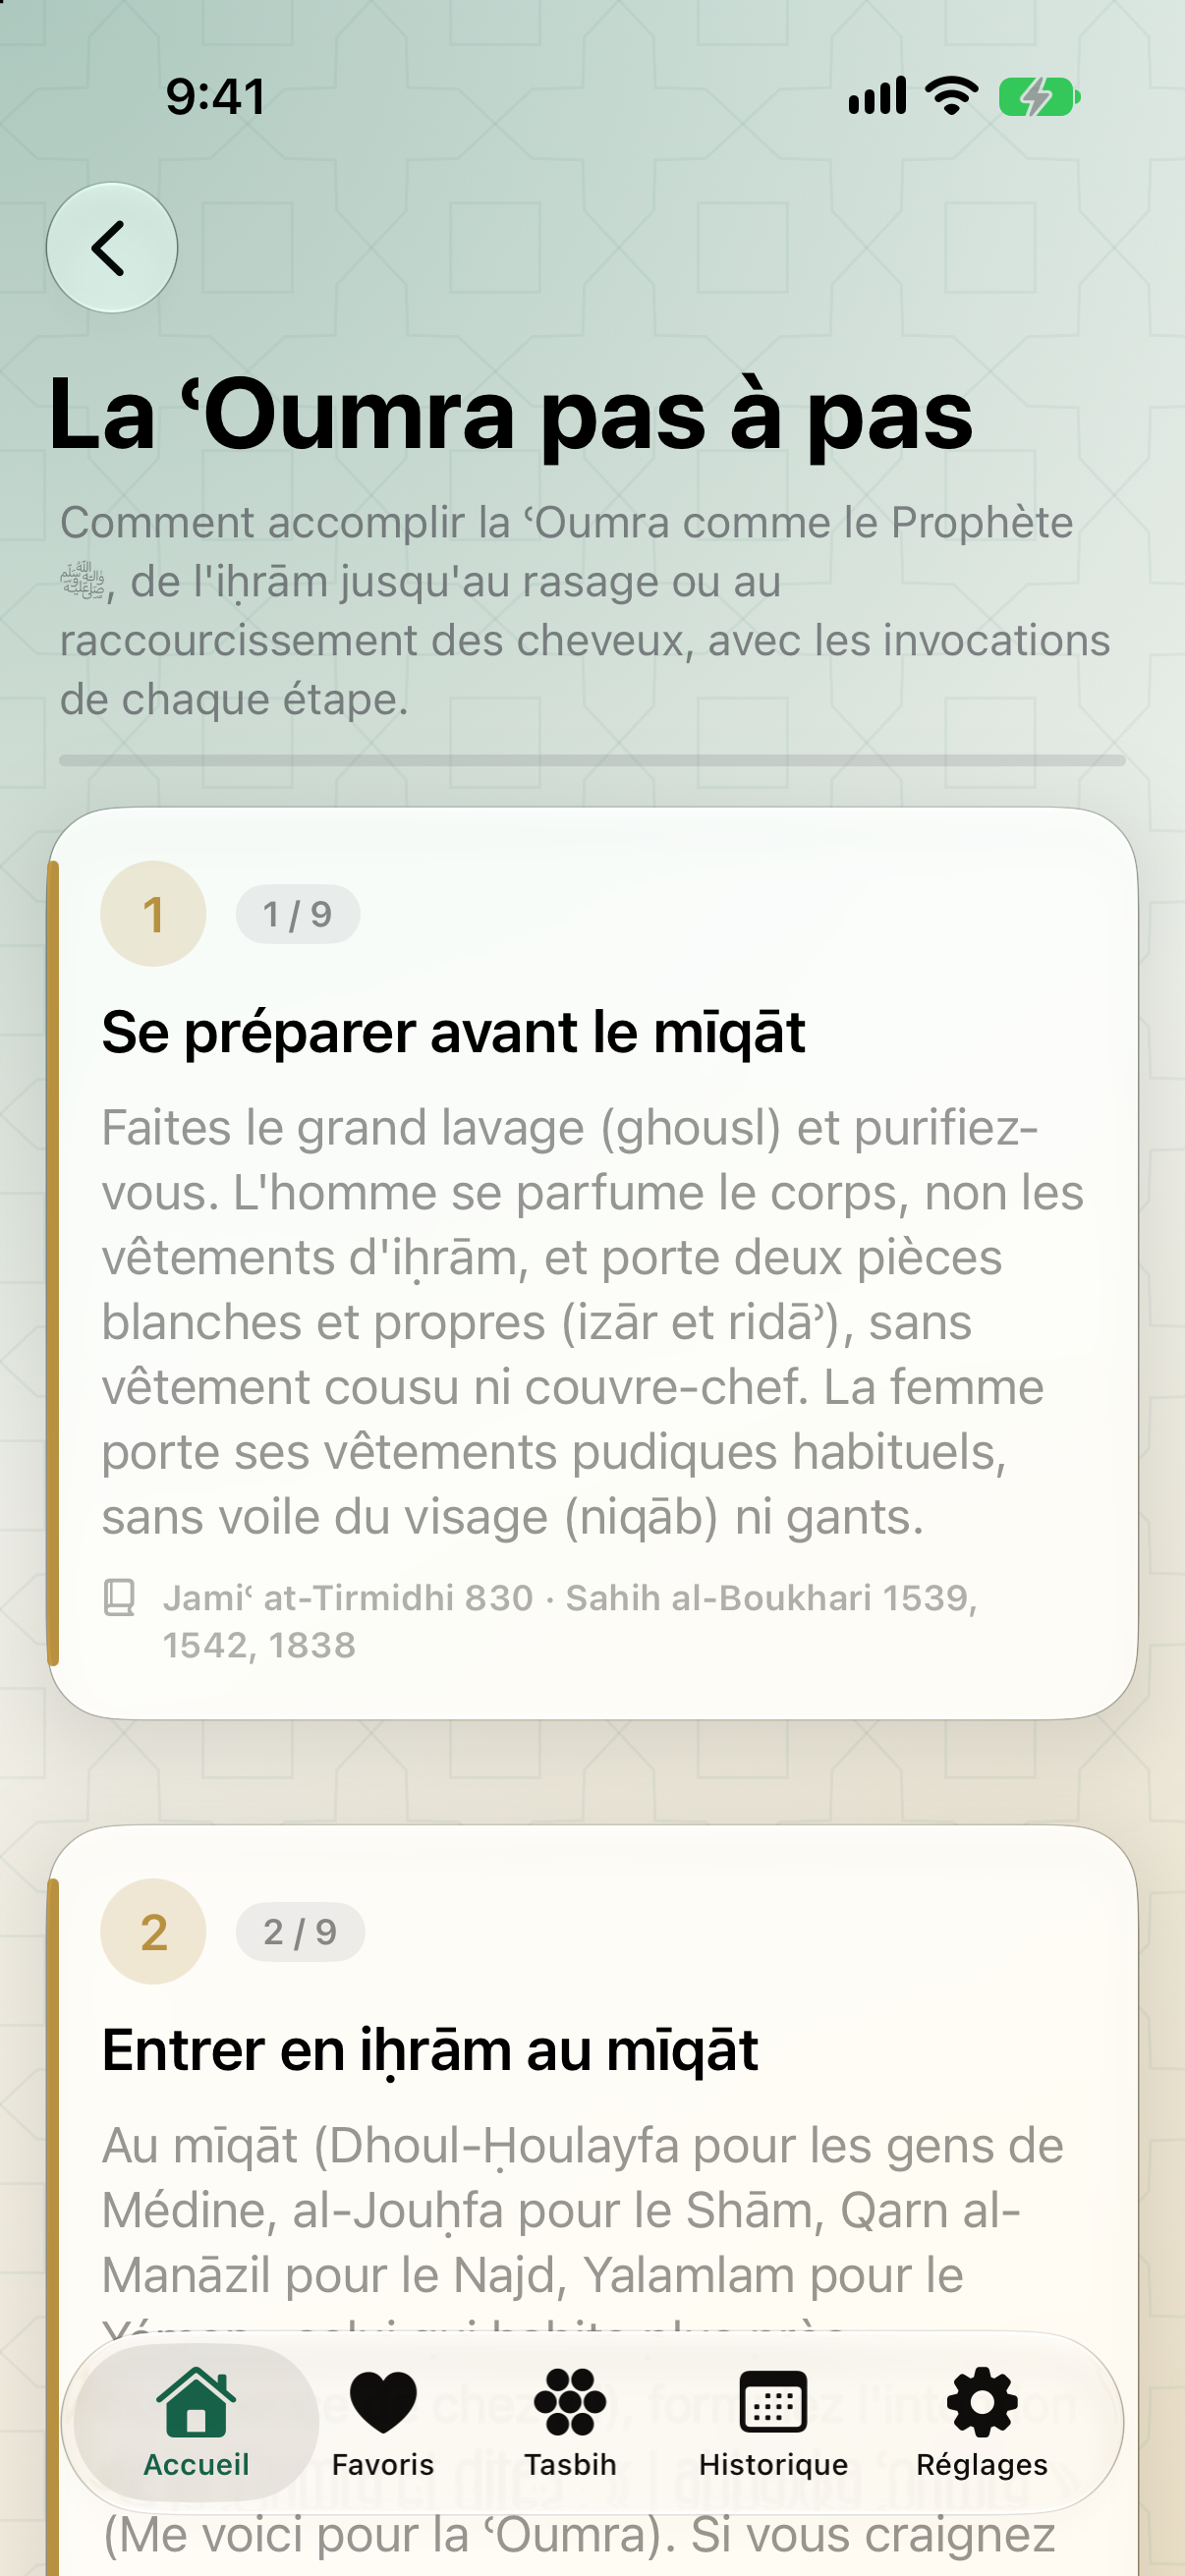 9:41
La ʿOumra pas à pas
Comment accomplir la ʿOumra comme le Prophète
ﷺ, de l'iḥrām jusqu'au rasage ou au
raccourcissement des cheveux, avec les invocations
de chaque étape.
1
1 / 9
Se préparer avant le mīqāt
Faites le grand lavage (ghousl) et purifiez-
vous. L'homme se parfume le corps, non les
vêtements d'iḥrām, et porte deux pièces
blanches et propres (izār et ridāʾ), sans
vêtement cousu ni couvre-chef. La femme
porte ses vêtements pudiques habituels,
sans voile du visage (niqāb) ni gants.
Jamiʿ at-Tirmidhi 830 · Sahih al-Boukhari 1539,
1542, 1838
2
2 / 9
Entrer en iḥrām au mīqāt
Au mīqāt (Dhoul-Ḥoulayfa pour les gens de
Médine, al-Jouḥfa pour le Shām, Qarn al-
Manāzil pour le Najd, Yalamlam pour le
Accueil
Favoris
Tasbih
Historique
Réglages
(Me voici pour la ʿOumra). Si vous craignez